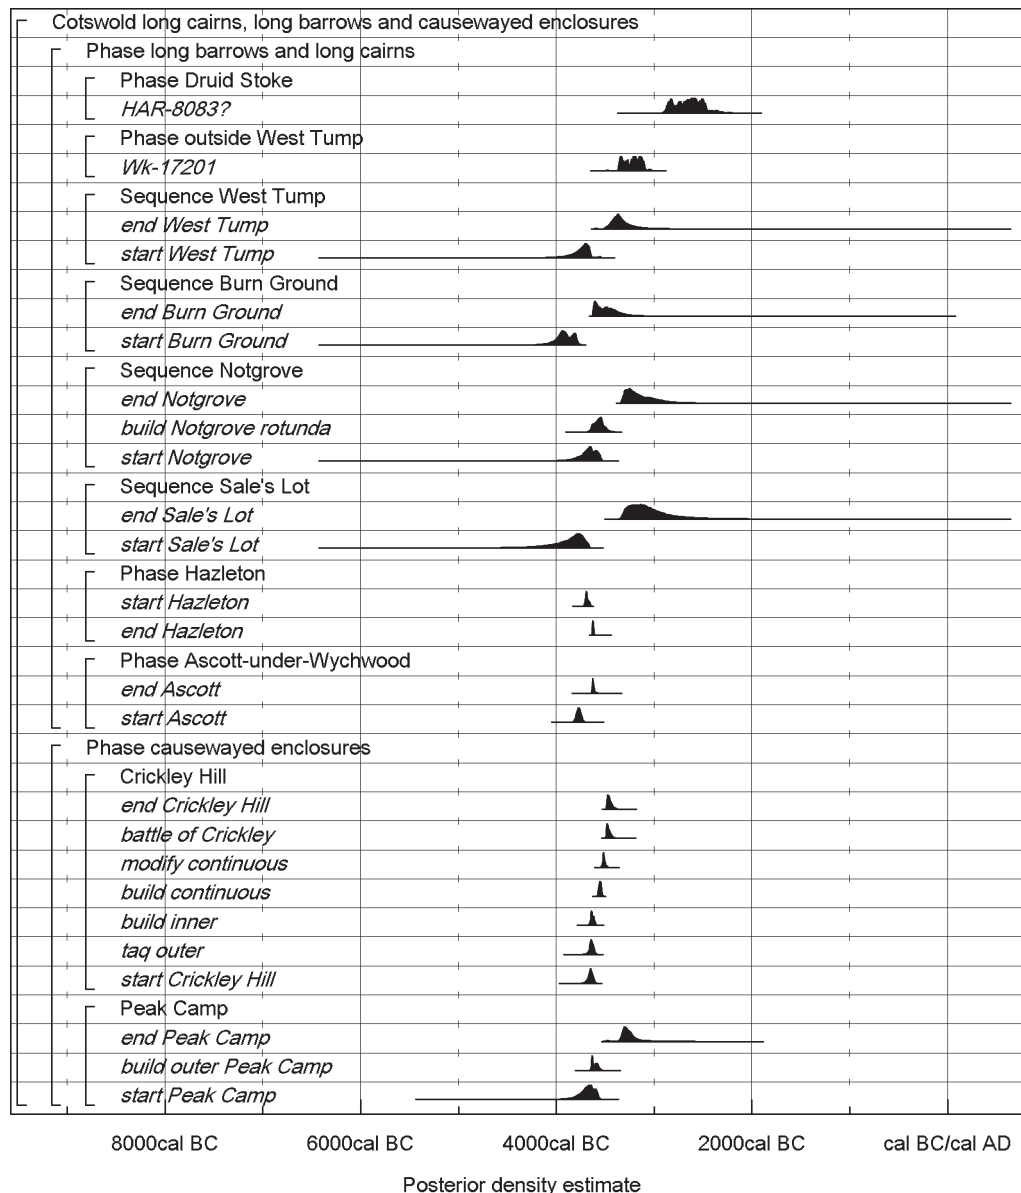 Cotswold long cairns, long barrows and causewayed enclosures
Phase long barrows and long cairns
Phase Druid Stoke
HAR-8083?
Phase outside West Tump
Wk-17201
Sequence West Tump
end West Tump
start West Tump
Sequence Burn Ground
end Burn Ground
start Burn Ground
Sequence Notgrove
end Notgrove
build Notgrove rotunda
start Notgrove
Sequence Sale's Lot
end Sale's Lot
start Sale's Lot
Phase Hazleton
start Hazleton
end Hazleton
Phase Ascott-under-Wychwood
end Ascott
start Ascott
Phase causewayed enclosures
Crickley Hill
end Crickley Hill
battle of Crickley
modify continuous
build continuous
build inner
taq outer
start Crickley Hill
Peak Camp
end Peak Camp
build outer Peak Camp
start Peak Camp
8000cal BC 6000cal BC 4000cal BC 2000cal BC cal BC/cal AD
Posterior density estimate